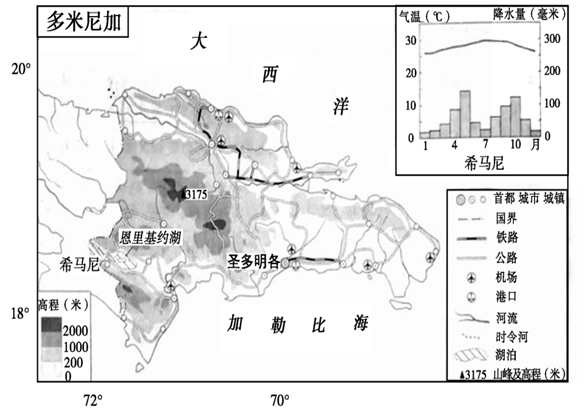 多米尼加
气温（℃） 降水量（毫米）
30 300
20 200
10 100
0 0
1 4 7 10 月
希马尼
20°
大
西
洋
3175
恩里基约湖
希马尼
圣多明各
18°
加勒比海
高程（米）
2000
1000
200
0
72° 70°
首都 城市 城镇
国界
铁路
公路
机场
港口
河流
时令河
湖泊
3175 山峰及高程（米）